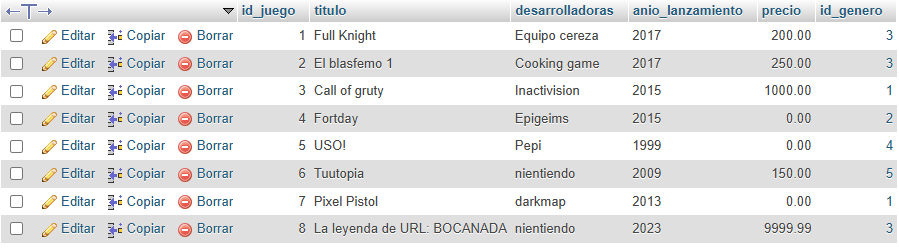 id_juego titulo desarrolladoras anio_lanzamiento precio id_genero
Editar Copiar Borrar 1 Full Knight Equipo cereza 2017 200.00 3
Editar Copiar Borrar 2 El blasfemo 1 Cooking game 2017 250.00 3
Editar Copiar Borrar 3 Call of gruty Inactivision 2015 1000.00 1
Editar Copiar Borrar 4 Fortday Epigeims 2015 0.00 2
Editar Copiar Borrar 5 USO! Pepi 1999 0.00 4
Editar Copiar Borrar 6 Tuutopia nientiendo 2009 150.00 5
Editar Copiar Borrar 7 Pixel Pistol darkmap 2013 0.00 1
Editar Copiar Borrar 8 La leyenda de URL: BOCANADA nientiendo 2023 9999.99 3